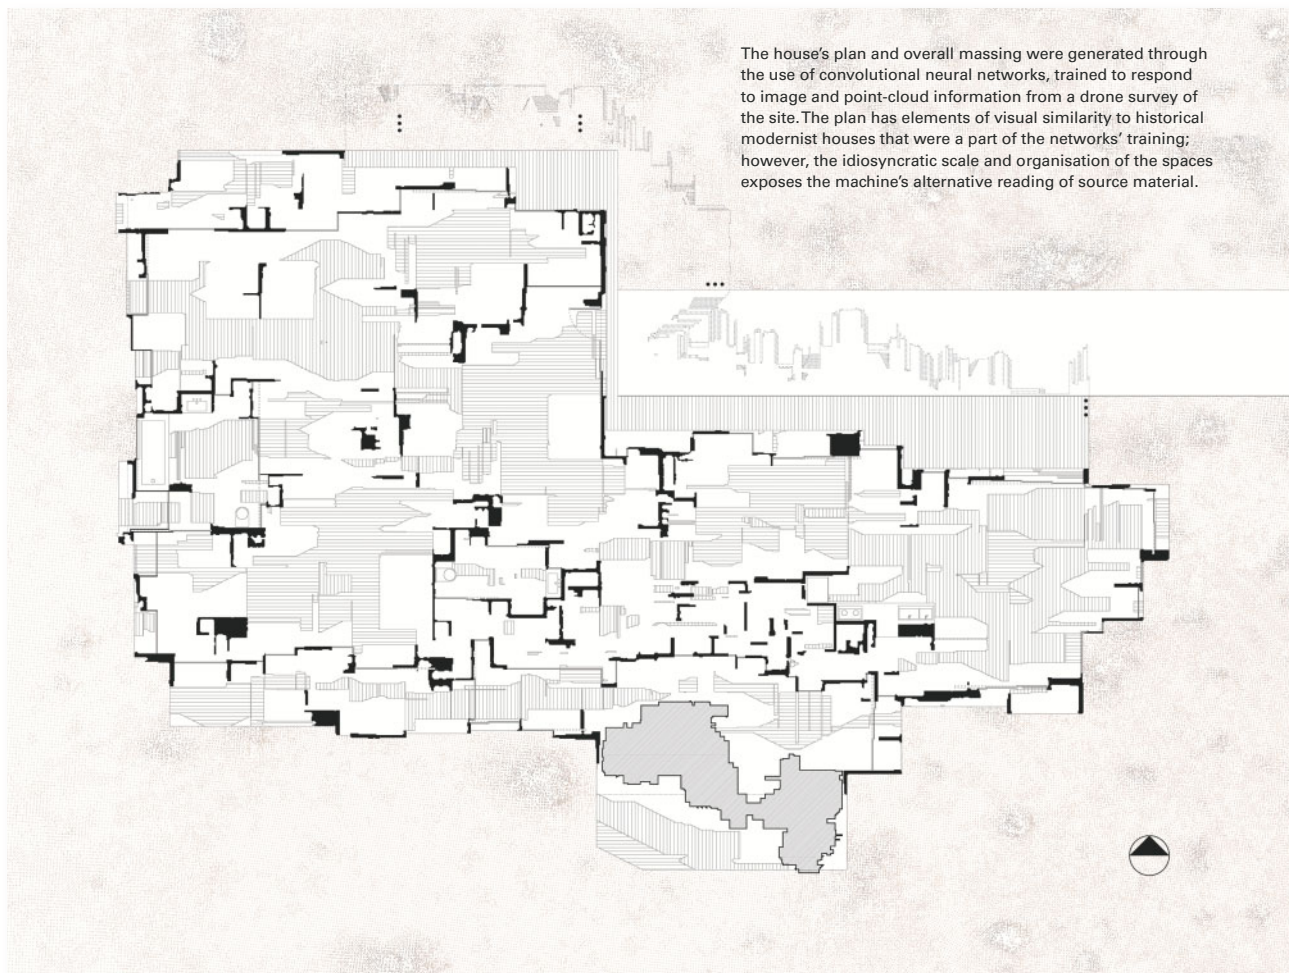 The house's plan and overall massing were generated through
the use of convolutional neural networks, trained to respond
to image and point-cloud information from a drone survey of
the site. The plan has elements of visual similarity to historical
modernist houses that were a part of the networks' training;
however, the idiosyncratic scale and organisation of the spaces
exposes the machine's alternative reading of source material.